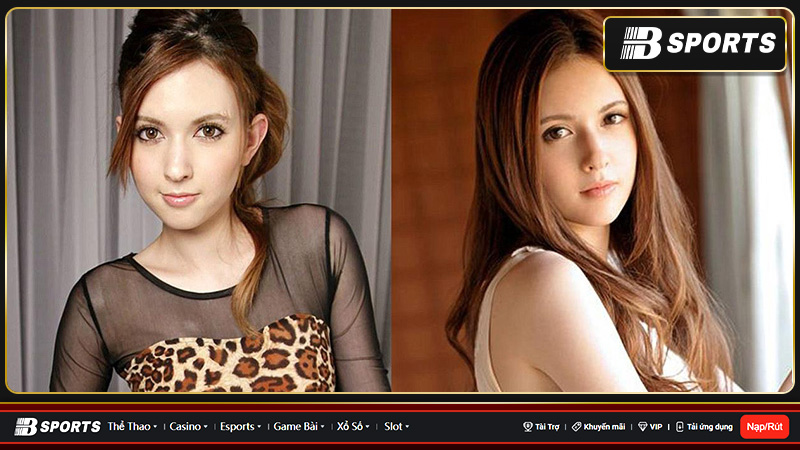 B SPORTS
B SPORTS Thể Thao Casino Esports Game Bài Xổ Số Slot Tài Trợ | Khuyến mãi | VIP | Tải ứng dụng Nạp/Rút